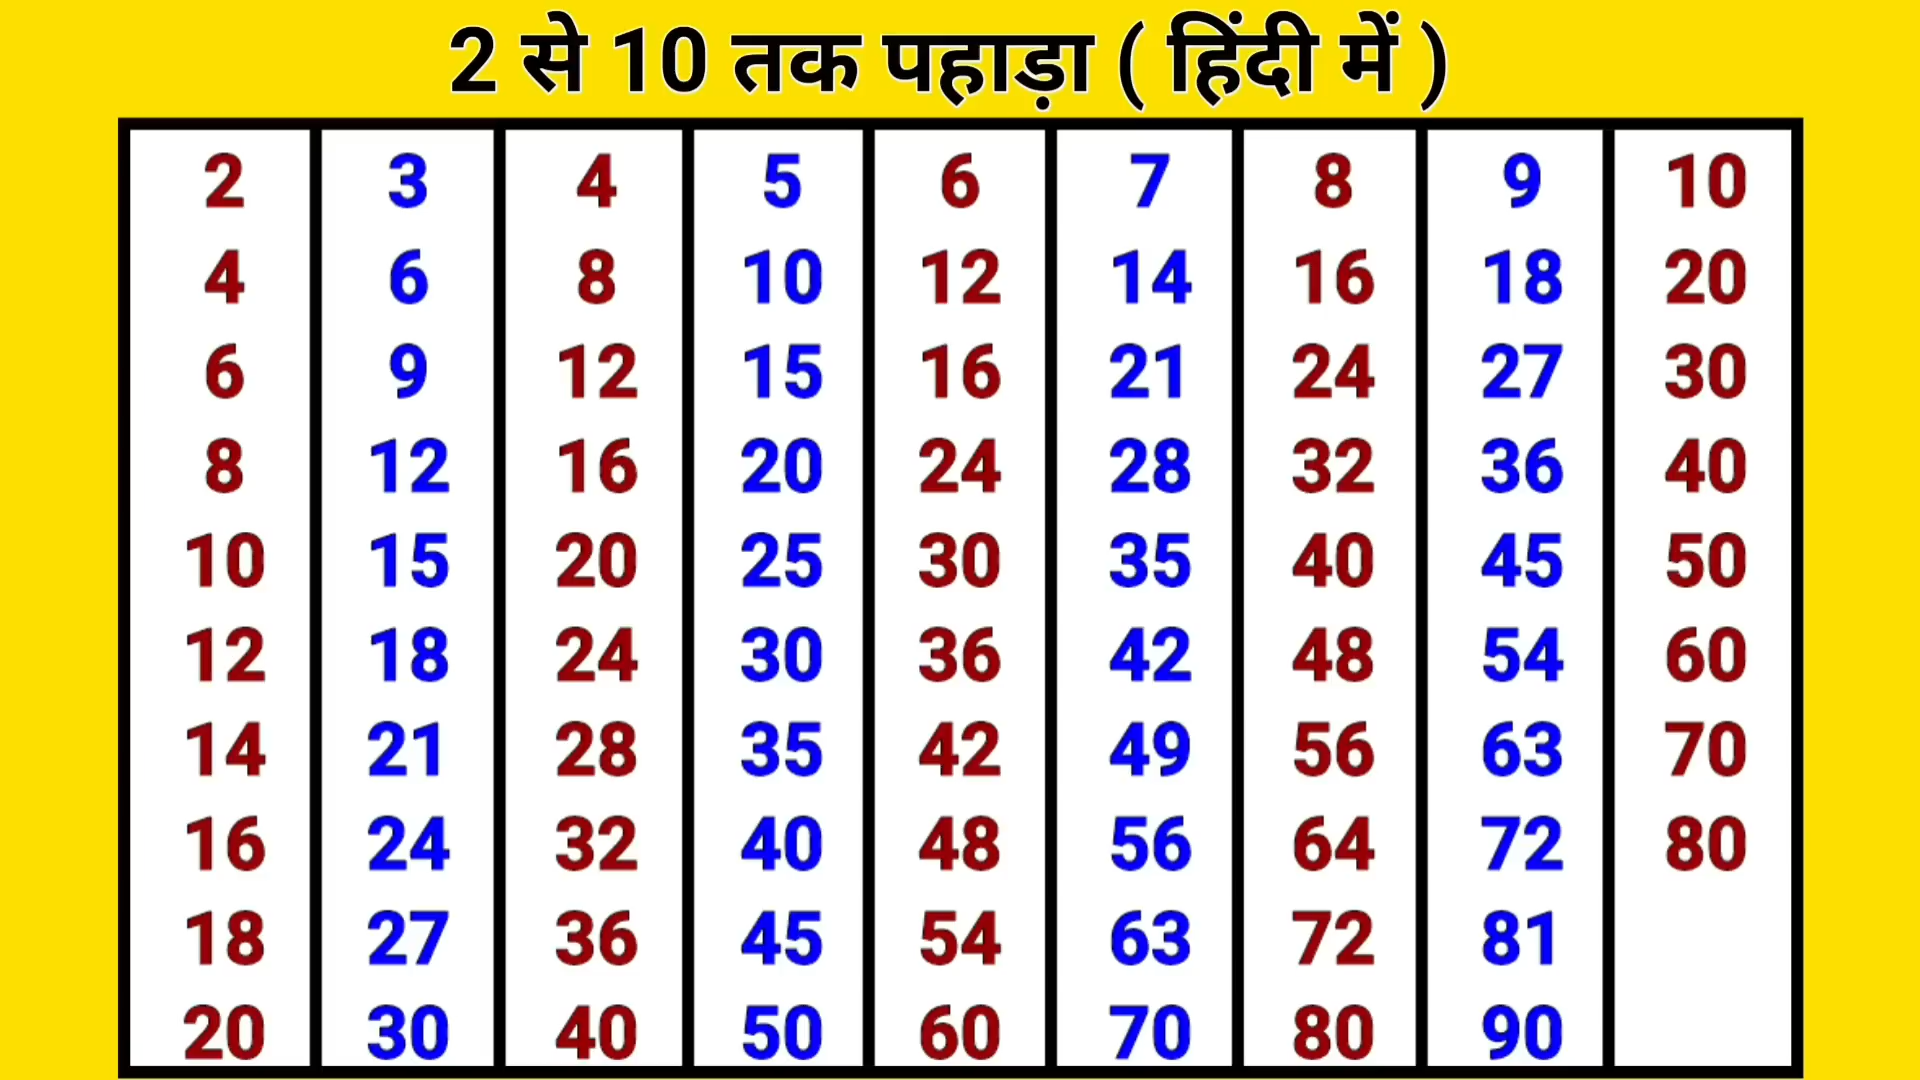 2 से 10 तक पहाड़ा ( हिंदी में )
2 3 4 5 6 7 8 9 10
4 6 8 10 12 14 16 18 20
6 9 12 15 16 21 24 27 30
8 12 16 20 24 28 32 36 40
10 15 20 25 30 35 40 45 50
12 18 24 30 36 42 48 54 60
14 21 28 35 42 49 56 63 70
16 24 32 40 48 56 64 72 80
18 27 36 45 54 63 72 81
20 30 40 50 60 70 80 90